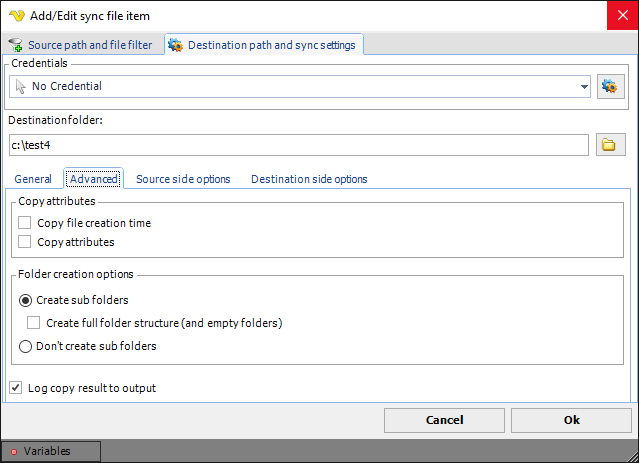 Add/Edit sync file item
Source path and file filter
Destination path and sync settings
Credentials
No Credential
Destination folder:
c:\test4
General
Advanced
Source side options
Destination side options
Copy attributes
Copy file creation time
Copy attributes
Folder creation options
Create sub folders
Create full folder structure (and empty folders)
Don't create sub folders
Log copy result to output
Cancel
Ok
Variables